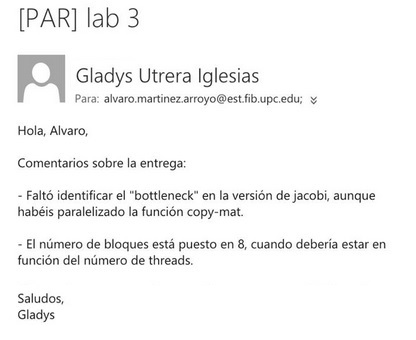 [PAR] lab 3
Gladys Utrera Iglesias
Para: alvaro.martinez.arroyo@est.fib.upc.edu;
Hola, Alvaro,
Comentarios sobre la entrega:
- Faltó identificar el "bottleneck" en la versión de jacobi, aunque
habéis paralelizado la función copy-mat.
- El número de bloques está puesto en 8, cuando debería estar en
función del número de threads.
Saludos,
Gladys